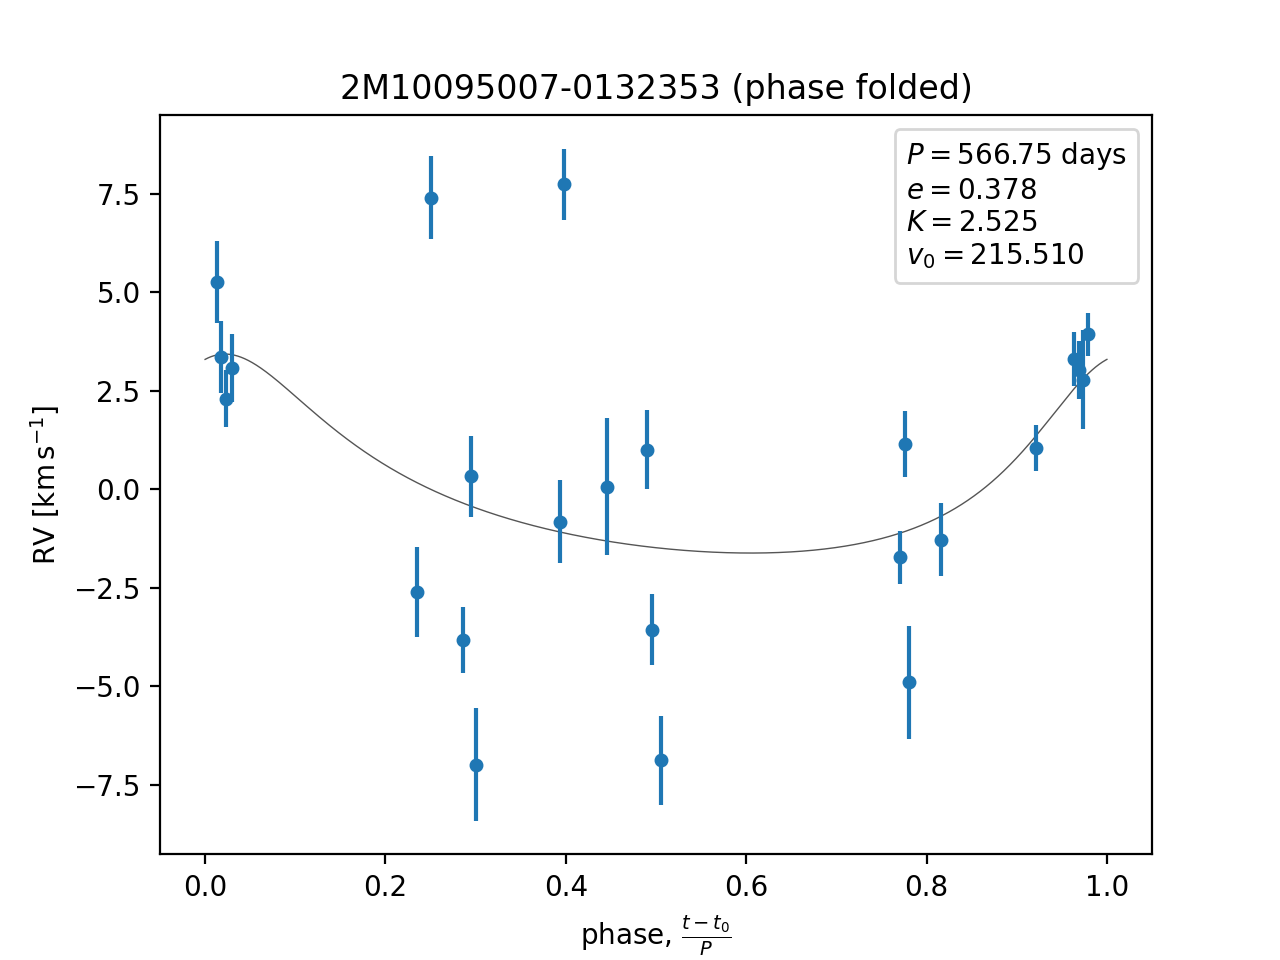 2M10095007-0132353 (phase folded)
P = 566.75 days
e = 0.378
K = 2.525
v₀ = 215.510
RV [km s⁻¹]
7.5
5.0
2.5
0.0
−2.5
−5.0
−7.5
0.0 0.2 0.4 0.6 0.8 1.0
phase, (t − t₀)/P